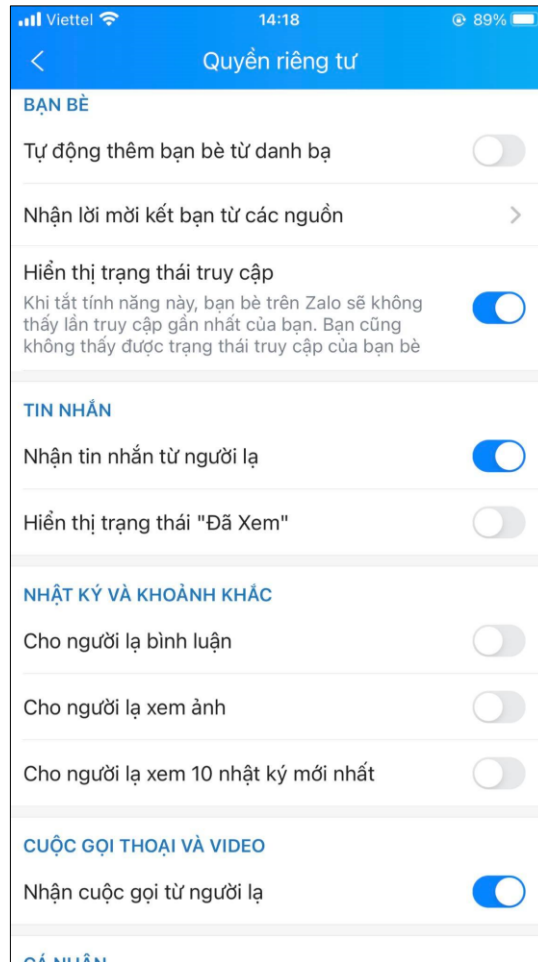 Viettel 14:18 89%
Quyền riêng tư
BẠN BÈ
Tự động thêm bạn bè từ danh bạ
Nhận lời mời kết bạn từ các nguồn
Hiển thị trạng thái truy cập
Khi tắt tính năng này, bạn bè trên Zalo sẽ không
thấy lần truy cập gần nhất của bạn. Bạn cũng
không thấy được trạng thái truy cập của bạn bè
TIN NHẮN
Nhận tin nhắn từ người lạ
Hiển thị trạng thái "Đã Xem"
NHẬT KÝ VÀ KHOẢNH KHẮC
Cho người lạ bình luận
Cho người lạ xem ảnh
Cho người lạ xem 10 nhật ký mới nhất
CUỘC GỌI THOẠI VÀ VIDEO
Nhận cuộc gọi từ người lạ
CÁ NHÂN